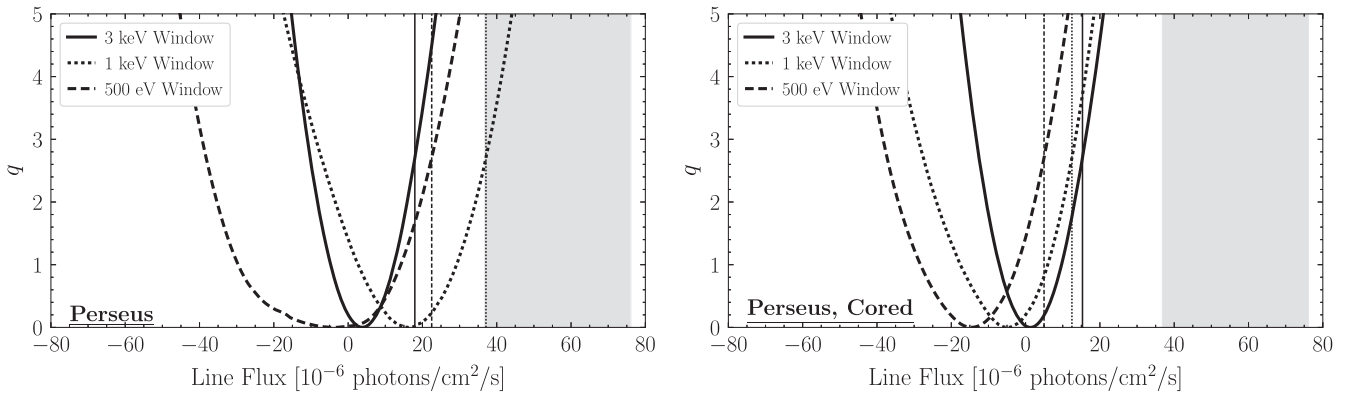 5
4
3
2
1
0
q
3 keV Window
1 keV Window
500 eV Window
Perseus
−80 −60 −40 −20 0 20 40 60 80
Line Flux [10⁻⁶ photons/cm²/s]
5
4
3
2
1
0
q
3 keV Window
1 keV Window
500 eV Window
Perseus, Cored
−80 −60 −40 −20 0 20 40 60 80
Line Flux [10⁻⁶ photons/cm²/s]